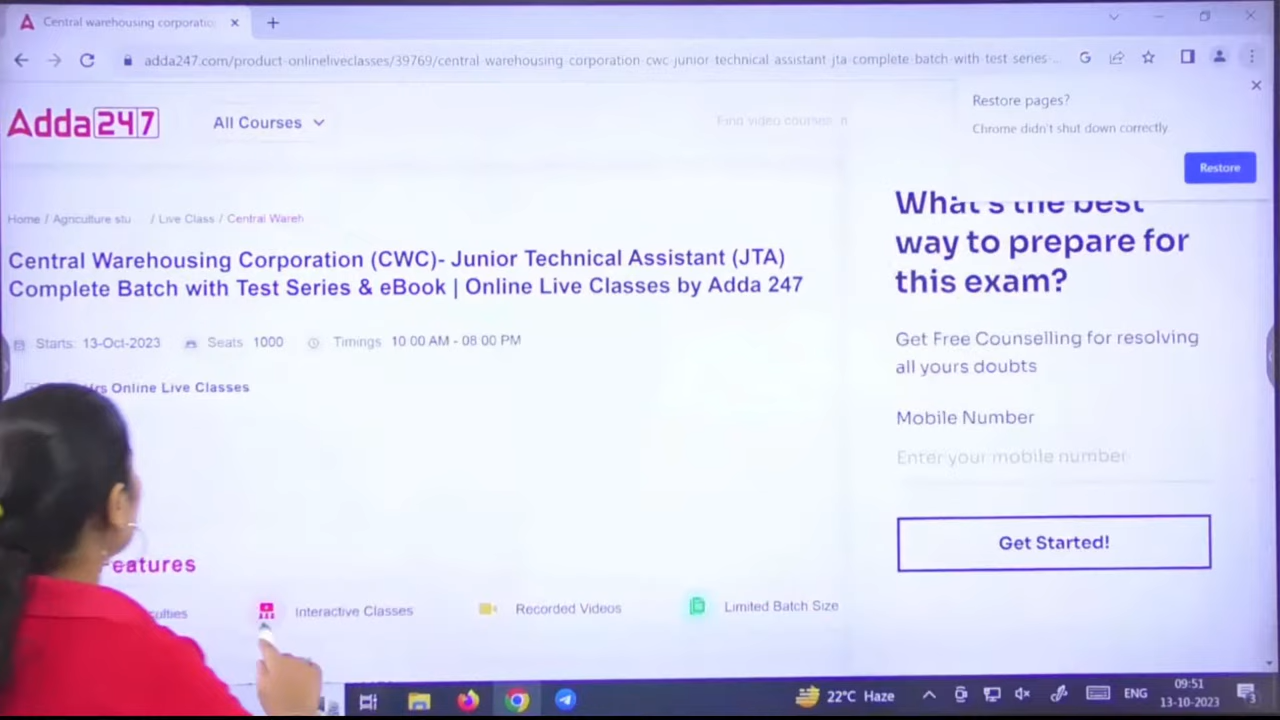 Central warehousing corporatio
adda247.com/product-onlineliveclasses/39769/central warehousing corporation cwc junior technical assistant jta complete batch with test series ...
Restore pages?
Chrome didn't shut down correctly
Restore
Adda247
All Courses
Find video courses
Home / Agriculture stu / Live Class / Central Wareh
Central Warehousing Corporation (CWC)- Junior Technical Assistant (JTA)
Complete Batch with Test Series & eBook | Online Live Classes by Adda 247
Starts: 13-Oct-2023 Seats 1000 Timings 10 00 AM - 08 00 PM
Hrs Online Live Classes
What's the best
way to prepare for
this exam?
Get Free Counselling for resolving
all yours doubts
Mobile Number
Enter your mobile number
Get Started!
eatures
ulties Interactive Classes Recorded Videos Limited Batch Size
22°C Haze ENG 09:51
13-10-2023
3